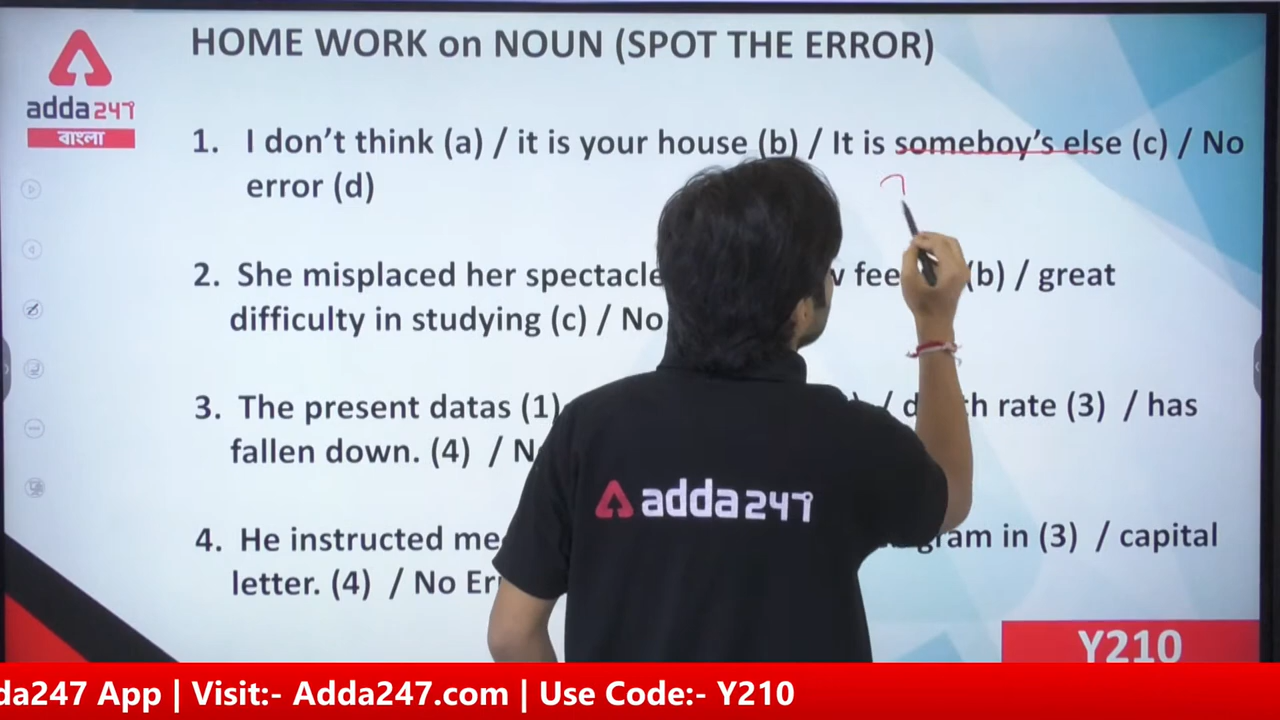 HOME WORK on NOUN (SPOT THE ERROR)
adda247
বাংলা
1. I don't think (a) / it is your house (b) / It is someboy's else (c) / No
error (d)
2. She misplaced her spectacle fee (b) / great
difficulty in studying (c) / No
3. The present datas (1) / rate (3) / has
fallen down. (4) / N
4. He instructed me in (3) / capital
letter. (4) / No Er
adda247
Y210
da247 App | Visit:- Adda247.com | Use Code:- Y210